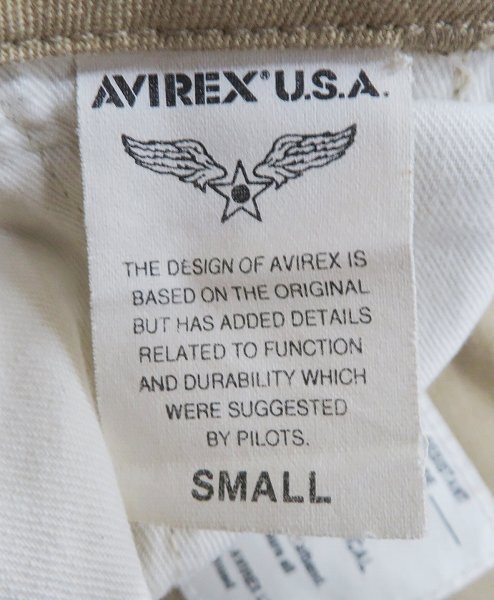 AVIREX® U.S.A.
THE DESIGN OF AVIREX IS
BASED ON THE ORIGINAL
BUT HAS ADDED DETAILS
RELATED TO FUNCTION
AND DURABILITY WHICH
WERE SUGGESTED
BY PILOTS.
SMALL
AVIREX